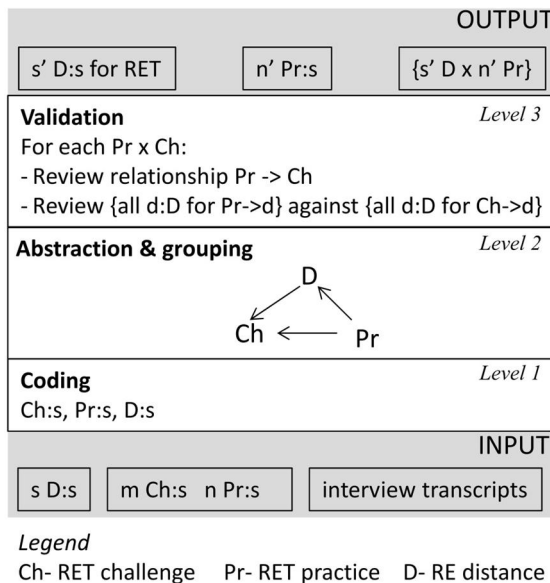 OUTPUT
s’ D:s for RET n’ Pr:s {s’ D x n’ Pr}
Validation Level 3
For each Pr x Ch:
- Review relationship Pr -> Ch
- Review {all d:D for Pr->d} against {all d:D for Ch->d}
Abstraction & grouping Level 2
D
Ch Pr
Coding Level 1
Ch:s, Pr:s, D:s
INPUT
s D:s m Ch:s n Pr:s interview transcripts
Legend
Ch- RET challenge Pr- RET practice D- RE distance